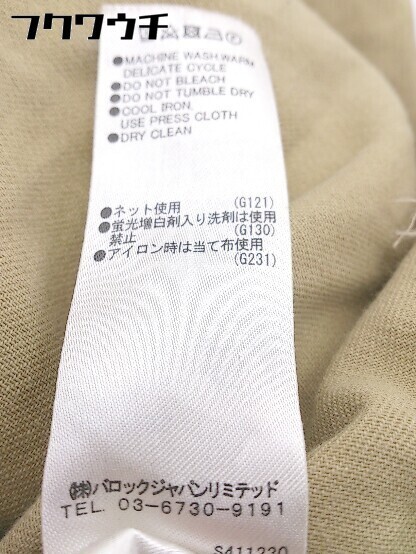 フクワウチ
●MACHINE WASH.WARM
DELICATE CYCLE
●DO NOT BLEACH
●DO NOT TUMBLE DRY
●COOL IRON.
USE PRESS CLOTH
●DRY CLEAN
●ネット使用 (G121)
●蛍光増白剤入り洗剤は使用
禁止 (G130)
●アイロン時は当て布使用
(G231)
㈱バロックジャパンリミテッド
TEL. 03-6730-9191
S411220